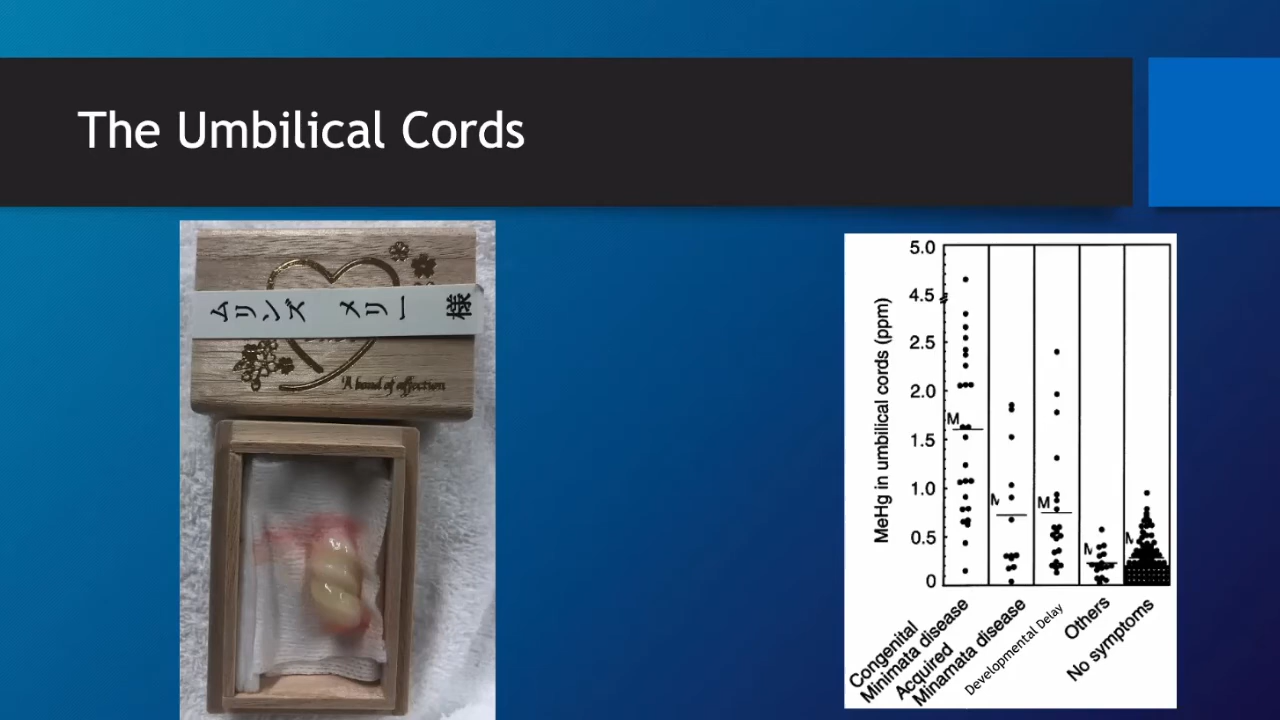 The Umbilical Cords
ムリンズ メリー 様
'A bond of affection
MeHg in umbilical cords (ppm)
5.0
4.5
2.5
2.0
1.5
1.0
0.5
0
M
M
M
M
M
Congenital
Minimata disease
Acquired
Minamata disease
Developmental Delay
Others
No symptoms